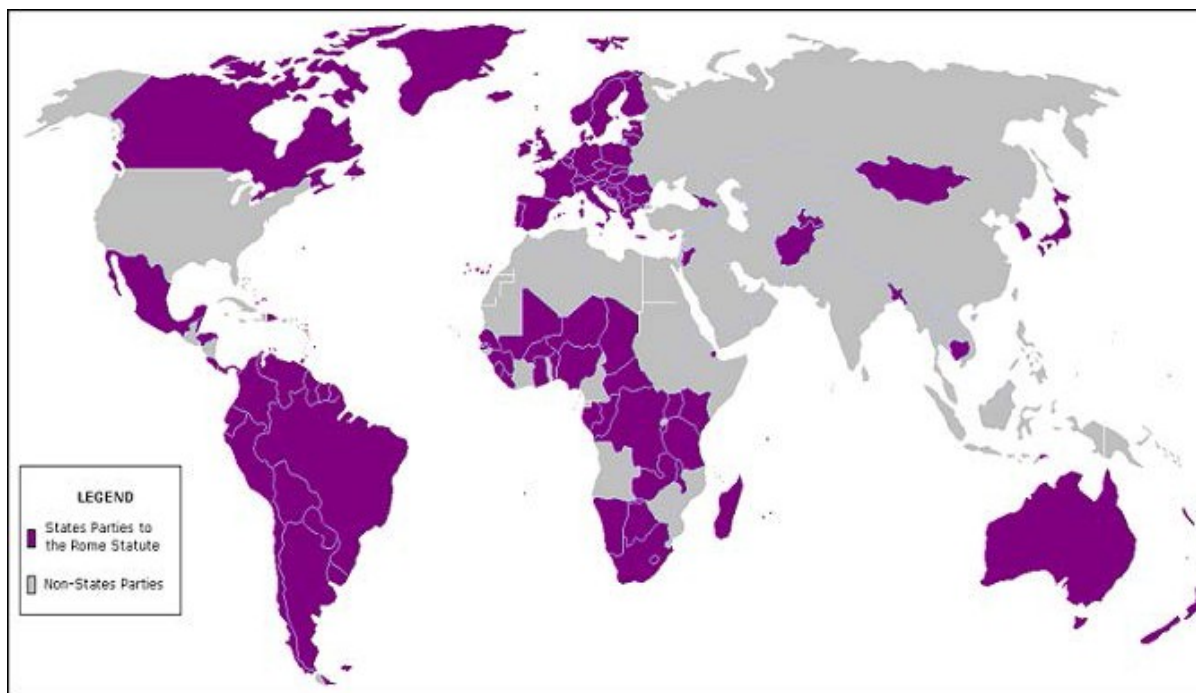 LEGEND
States Parties to
the Rome Statute
Non-States Parties